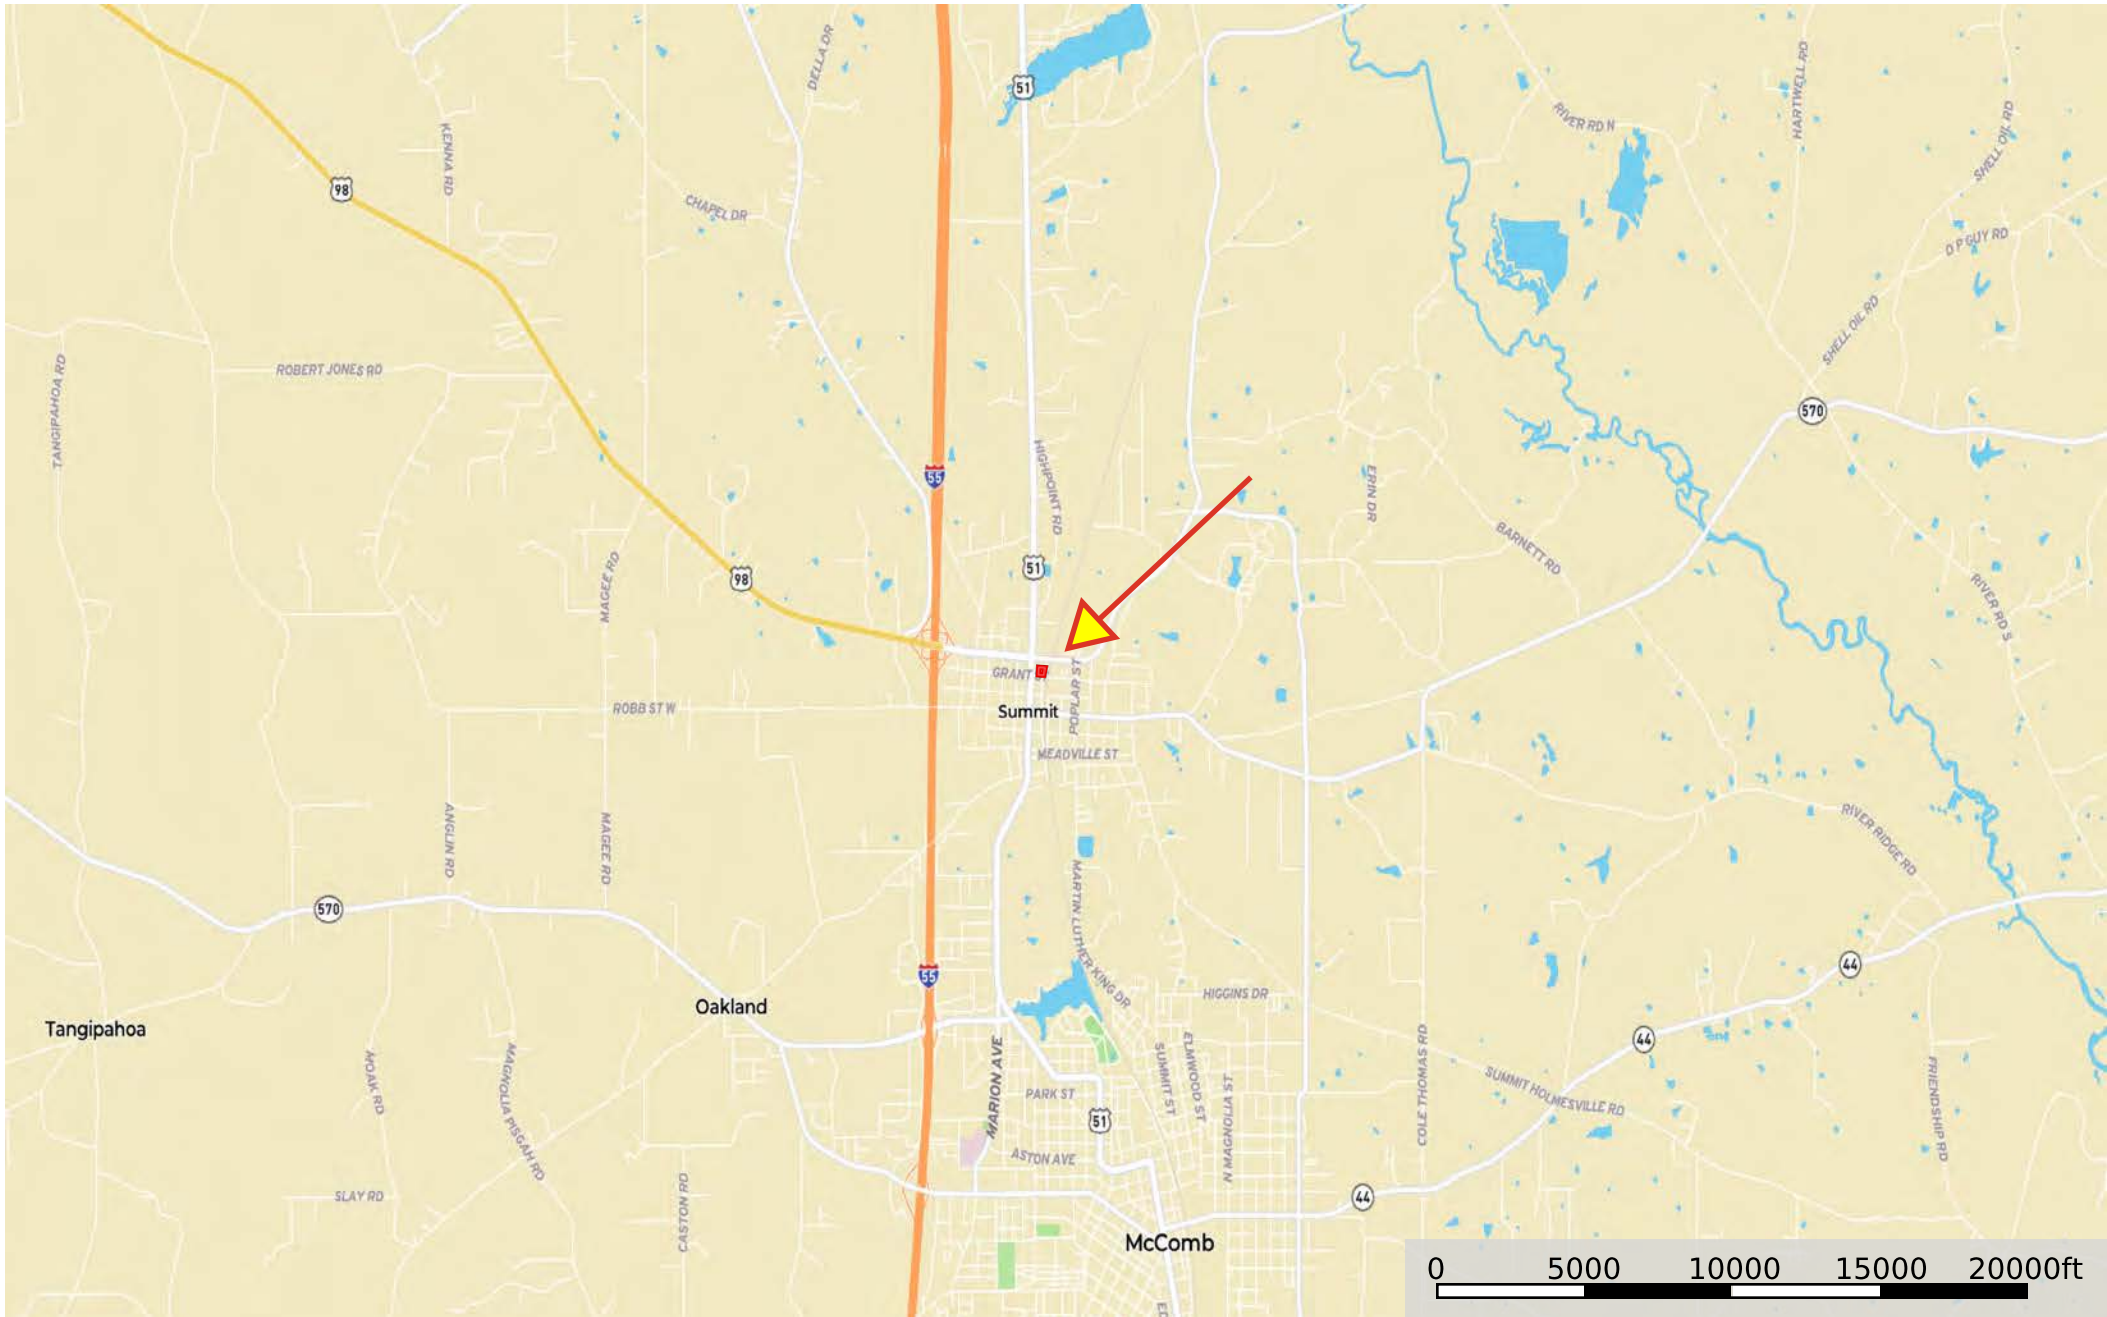 DELLA DR
51
RIVER RD N
HARTWELL RD
SHELL OIL RD
KENNA RD
98
CHAPEL DR
D P GUY RD
SHELL OIL RD
TANGIPAHOA RD
ROBERT JONES RD
570
HIGHPOINT RD
55
ERIN DR
BARNETT RD
51
98
MAGEE RD
RIVER RD S
GRANT
POPLAR ST
ROBB ST W
Summit
MEADVILLE ST
ANGLIN RD
MAGEE RD
RIVER RIDGE RD
570
MARTIN LUTHER KING DR
44
55
HIGGINS DR
Oakland
Tangipahoa
44
MOAK RD
MAGNOLIA PISGAH RD
MARION AVE
PARK ST
SUMMIT ST
ELMWOOD ST
N MAGNOLIA ST
COLE THOMAS RD
SUMMIT HOLMESVILLE RD
FRIENDSHIP RD
51
ASTON AVE
SLAY RD
CASTON RD
44
McComb
0 5000 10000 15000 20000ft